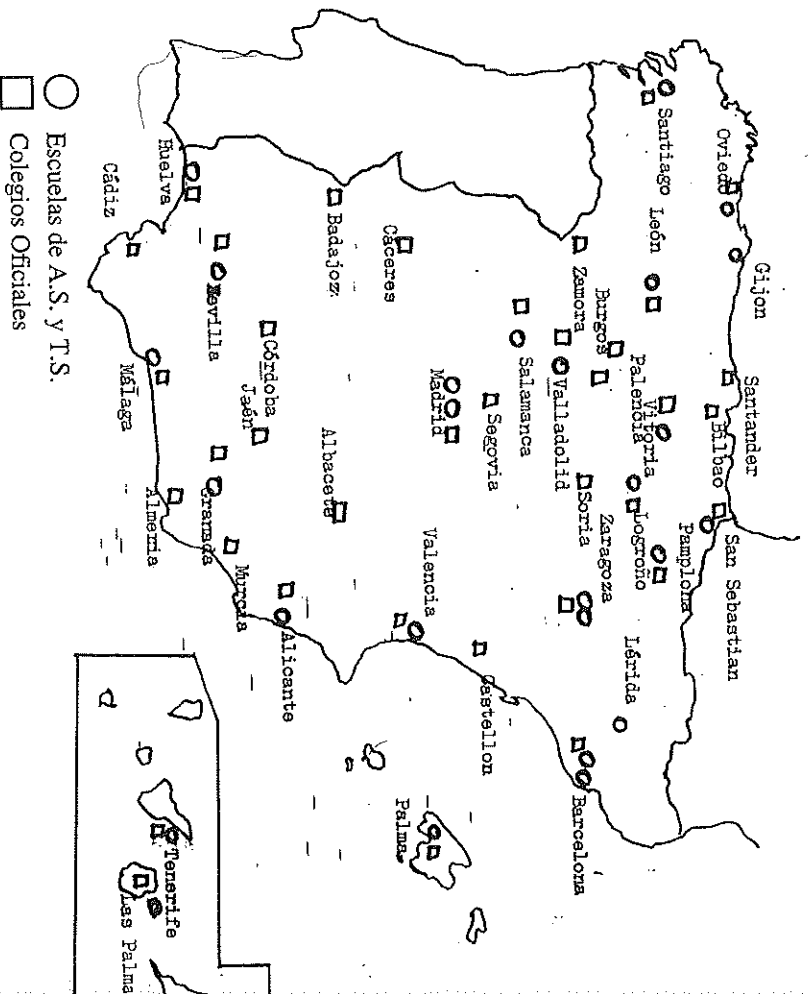 Gijon
Oviedo
Santander
Bilbao
San Sebastian
Santiago
León
Vitoria
Pamplona
Palencia
Logroño
Burgos
Zamora
Valladolid
Soria
Zaragoza
Lérida
Barcelona
Salamanca
Segovia
Madrid
Castellon
Cáceres
Valencia
Palma
Badajoz
Albacete
Córdoba
Jaén
Alicante
Murcia
Huelva
Sevilla
Granada
Almeria
Cádiz
Málaga
Tenerife
Las Palma
Escuelas de A.S. y T.S.
Colegios Oficiales